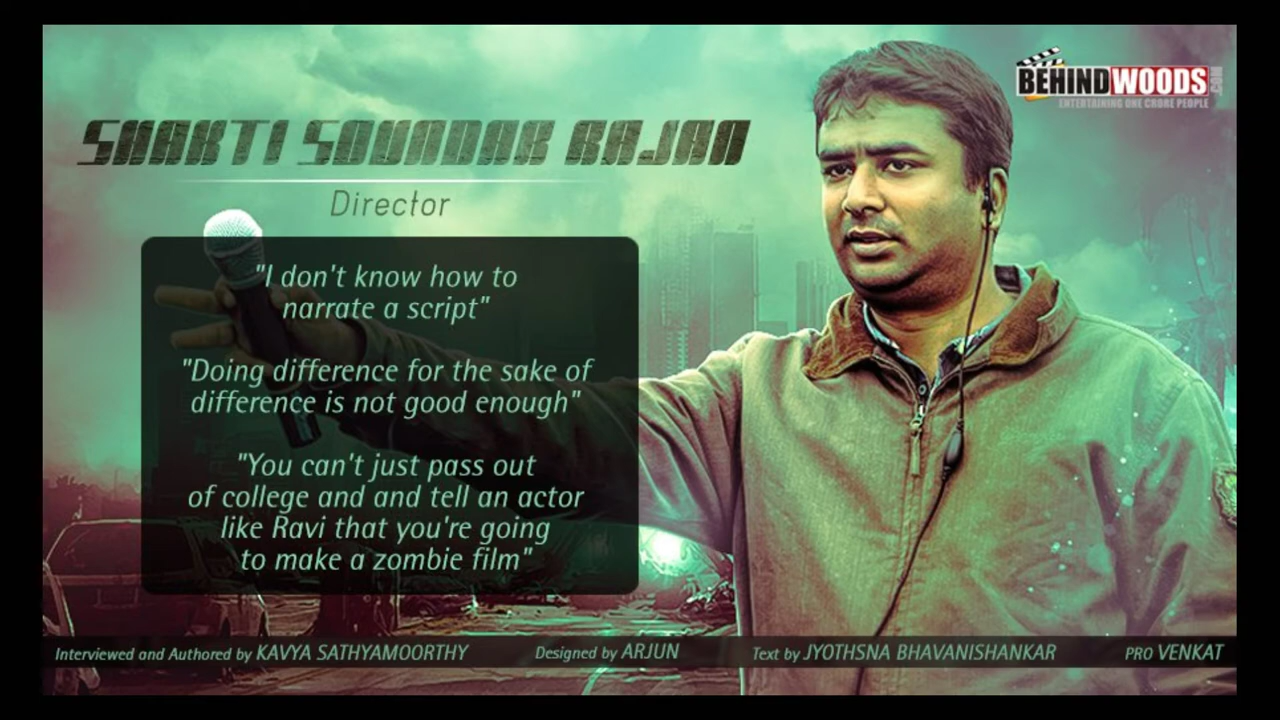 BEHINDWOODS.COM
ENTERTAINING ONE CRORE PEOPLE
SHAKTI SOUNDAR RAJAN
Director
"I don't know how to
narrate a script"
"Doing difference for the sake of
difference is not good enough"
"You can't just pass out
of college and and tell an actor
like Ravi that you're going
to make a zombie film"
Interviewed and Authored by KAVYA SATHYAMOORTHY Designed by ARJUN Text by JYOTHSNA BHAVANISHANKAR PRO VENKAT